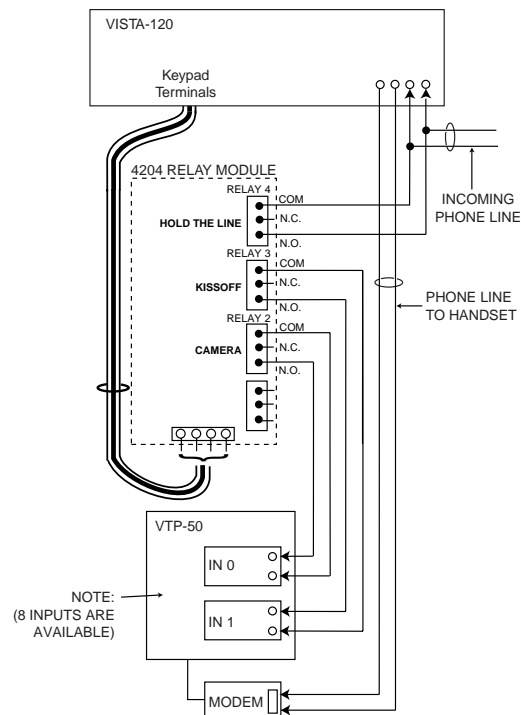 VISTA-120
Keypad
Terminals
4204 RELAY MODULE
RELAY 4
COM
HOLD THE LINE
N.C.
N.O.
INCOMING
PHONE LINE
RELAY 3
COM
KISSOFF
N.C.
N.O.
PHONE LINE
TO HANDSET
RELAY 2
COM
CAMERA
N.C.
N.O.
VTP-50
IN 0
NOTE:
(8 INPUTS ARE
AVAILABLE)
IN 1
MODEM